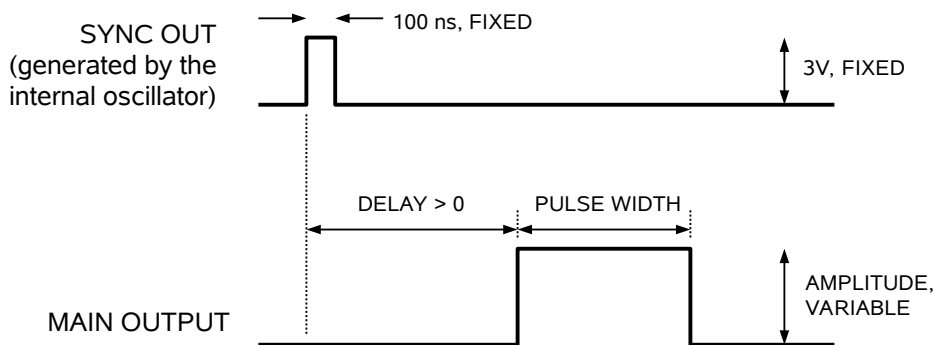 100 ns, FIXED
SYNC OUT
(generated by the
internal oscillator)
3V, FIXED
DELAY > 0
PULSE WIDTH
AMPLITUDE,
VARIABLE
MAIN OUTPUT